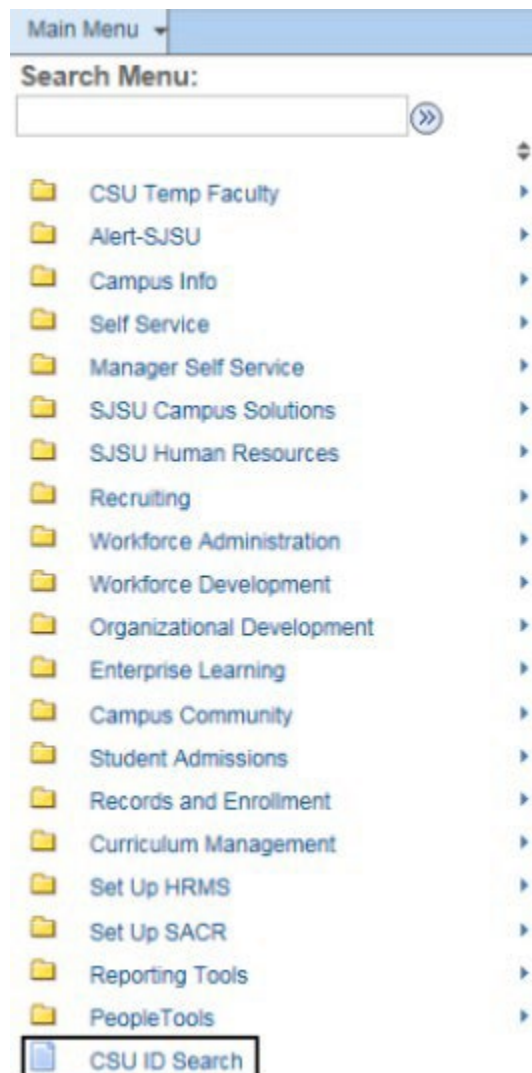 Main Menu
Search Menu:
CSU Temp Faculty
Alert-SJSU
Campus Info
Self Service
Manager Self Service
SJSU Campus Solutions
SJSU Human Resources
Recruiting
Workforce Administration
Workforce Development
Organizational Development
Enterprise Learning
Campus Community
Student Admissions
Records and Enrollment
Curriculum Management
Set Up HRMS
Set Up SACR
Reporting Tools
PeopleTools
CSU ID Search